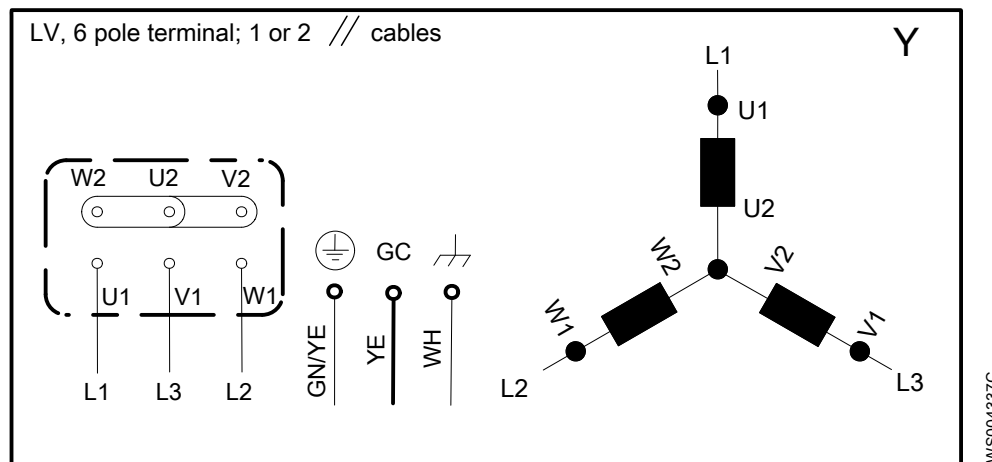 LV, 6 pole terminal; 1 or 2 // cables
Y
W2 U2 V2
U1 V1 W1
L1 L3 L2
GC
GN/YE
YE
WH
L1
U1
U2
W2
V2
W1
V1
L2
L3
WS004337C